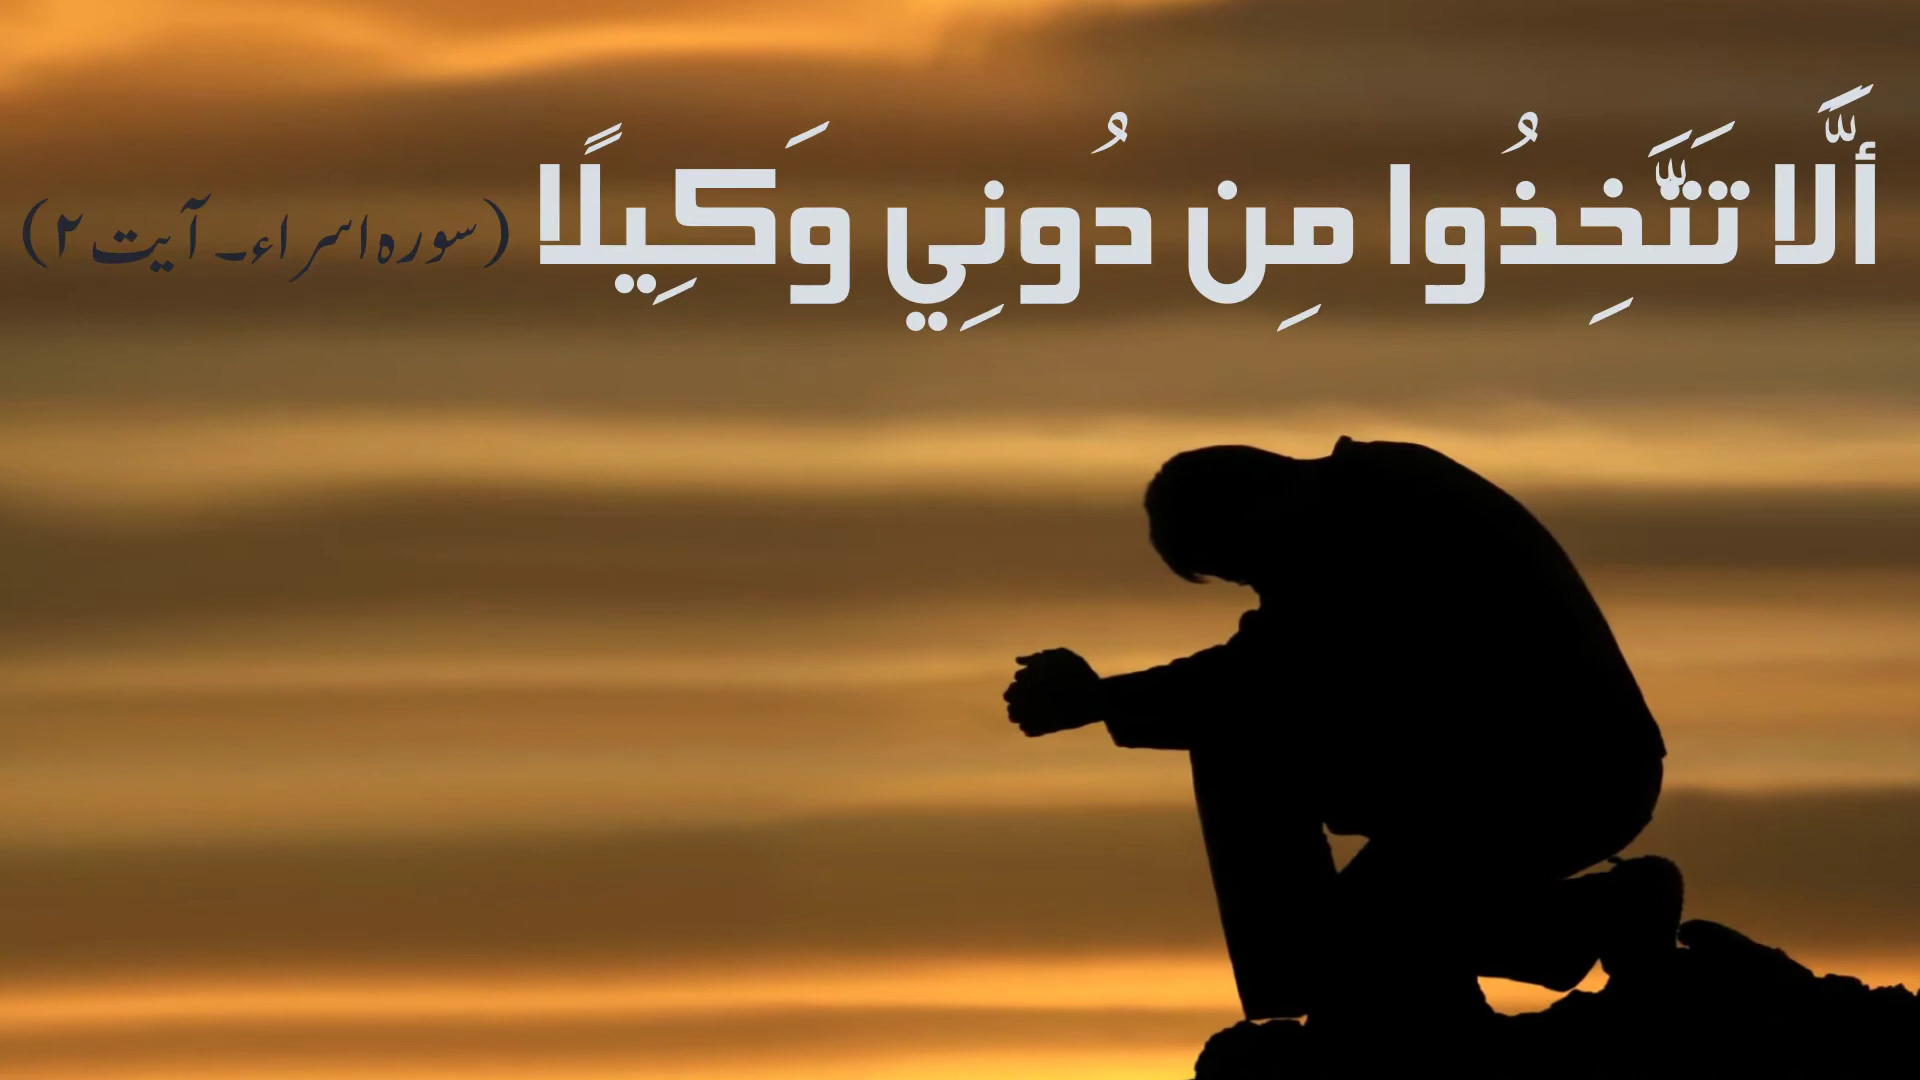 أَلَّا تَتَّخِذُوا مِن دُونِي وَكِيلًا (سورہ اسراء۔ آیت ۲)